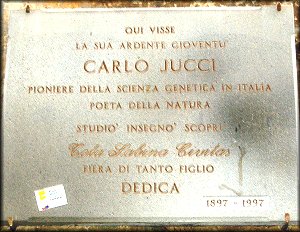 QUI VISSE
LA SUA ARDENTE GIOVENTU'
CARLO JUCCI
PIONIERE DELLA SCIENZA GENETICA IN ITALIA
POETA DELLA NATURA
STUDIO' INSEGNO' SCOPRI'
Tota Sabina Civitas
FIERA DI TANTO FIGLIO
DEDICA
1897 - 1997